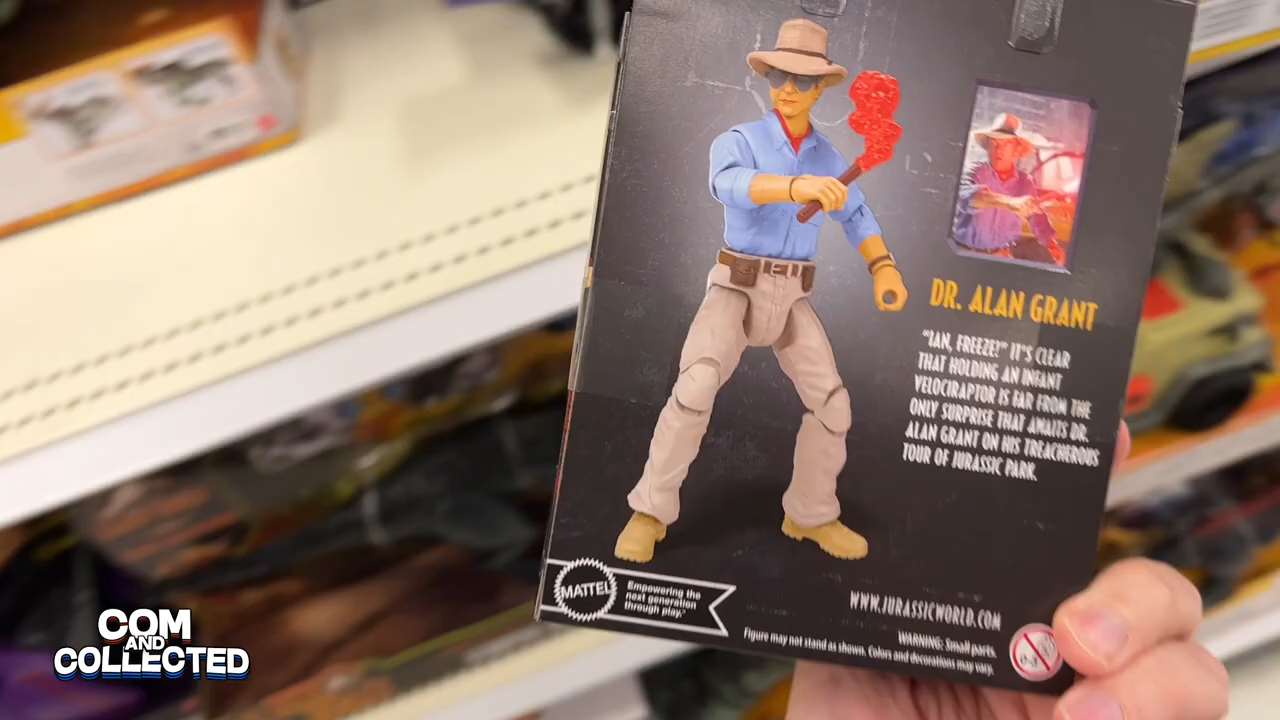 DR. ALAN GRANT
"IAN, FREEZE!" IT'S CLEAR
THAT HOLDING AN INFANT
VELOCIRAPTOR IS FAR FROM THE
ONLY SURPRISE THAT AWAITS DR.
ALAN GRANT ON HIS TREACHEROUS
TOUR OF JURASSIC PARK.
MATTEL
Empowering the
next generation
through play.
WWW.JURASSICWORLD.COM
Figure may not stand as shown. Colors and decorations may vary.
WARNING: Small parts.
COM
AND
COLLECTED